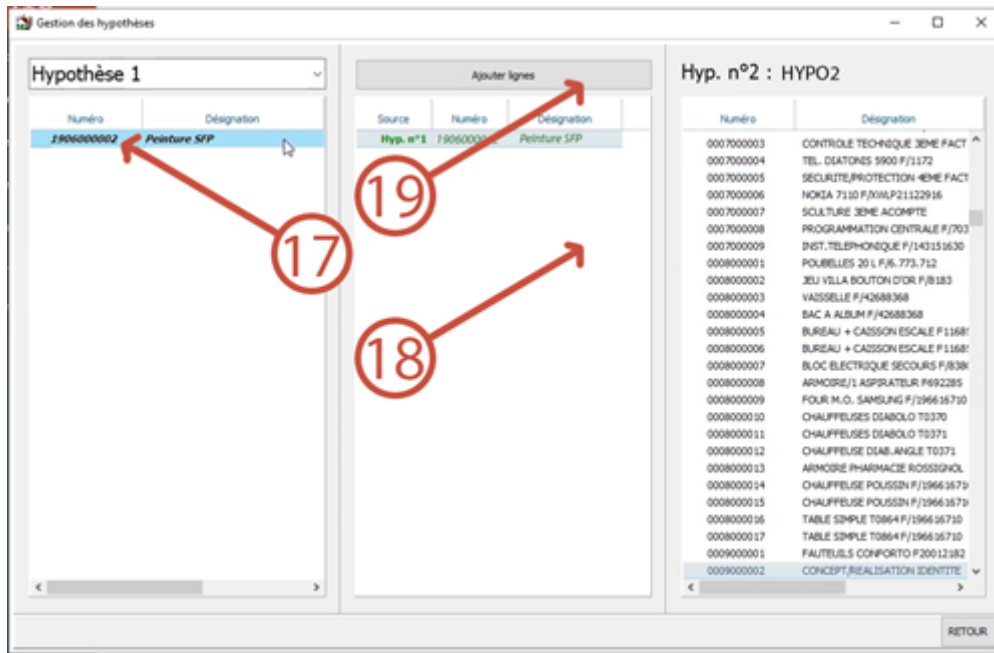 Gestion des hypothèses
Hypothèse 1
Numéro Désignation
1906000002 Peinture SFP
17
Ajouter lignes
Source Numéro Désignation
Hyp. n°1 Peinture SFP
19
18
Hyp. n°2 : HYPO2
Numéro Désignation
0007000003 CONTROLE TECHNIQUE 3EME FACT
0007000004 TEL. DIATONIS 5900 F/1172
0007000005 SECURITE/PROTECTION 4EME FACT
0007000006 NOKIA 7110 F/XWLP21122916
0007000007 SCULTURE 3EME ACOMPTE
0007000008 PROGRAMMATION CENTRALE F/703
0007000009 INST.TELEPHONIQUE F/143151630
0008000001 POUBELLES 20 L F/6.773.712
0008000002 JEU VILLA BOUTON D'OR F/8183
0008000003 VAISSELLE F/42688368
0008000004 BAC A ALBUM F/42688368
0008000005 BUREAU + CAISSON ESCALE F1168
0008000006 BUREAU + CAISSON ESCALE F1168
0008000007 BLOC ELECTRIQUE SECOURS F/838
0008000008 ARMOIRE/1 ASPIRATEUR F692285
0008000009 FOUR M.O. SAMSUNG F/196616710
0008000010 CHAUFFEUSES DIABOLO T0370
0008000011 CHAUFFEUSES DIABOLO T0371
0008000012 CHAUFFEUSE DIAB.ANGLE T0371
0008000013 ARMOIRE PHARMACIE ROSSIGNOL
0008000014 CHAUFFEUSE POUSSIN F/19661671
0008000015 CHAUFFEUSE POUSSIN F/19661671
0008000016 TABLE SIMPLE T0864 F/196616710
0008000017 TABLE SIMPLE T0864 F/196616710
0009000001 FAUTEUILS CONFORTO F20012182
0009000002 CONCEPT/REALISATION IDENTITE
RETOUR